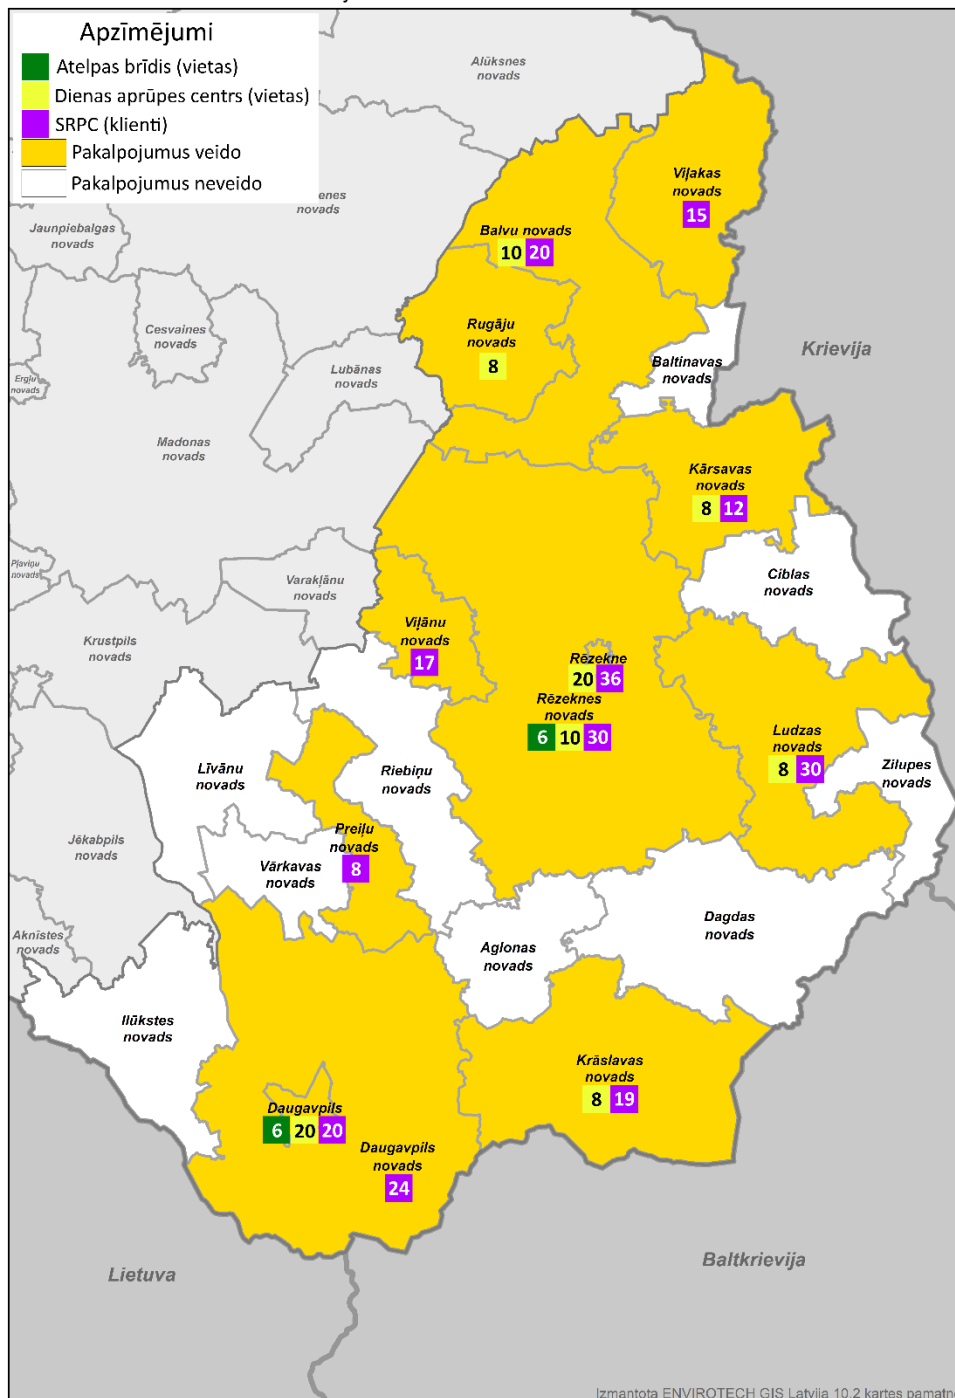 Apzīmējumi
Atelpas brīdis (vietas)
Dienas aprūpes centrs (vietas)
SRPC (klienti)
Pakalpojumus veido
Pakalpojumus neveido
Alūksnes
novads
enes
novads
Jaunpiebalgas
novads
Viļakas
novads
15
Balvu novads
10 20
Cesvaines
novads
Rugāju
novads
8
Krievija
Lubānas
novads
Baltinavas
novads
Ērgļu
novads
Madonas
novads
Kārsavas
novads
8 12
Pļaviņu
novads
Varakļānu
novads
Ciblas
novads
Krustpils
novads
Viļānu
novads
17
Rēzekne
20 36
Rēzeknes
novads
6 10 30
Ludzas
novads
8 30
Zilupes
novads
Līvānu
novads
Riebiņu
novads
Preiļu
novads
8
Jēkabpils
novads
Vārkavas
novads
Dagdas
novads
Aknīstes
novads
Aglonas
novads
Ilūkstes
novads
Krāslavas
novads
8 19
Daugavpils
6 20 20
Daugavpils
novads
24
Lietuva
Baltkrievija
Izmantota ENVIROTECH GIS Latvija 10.2 kartes pamatne